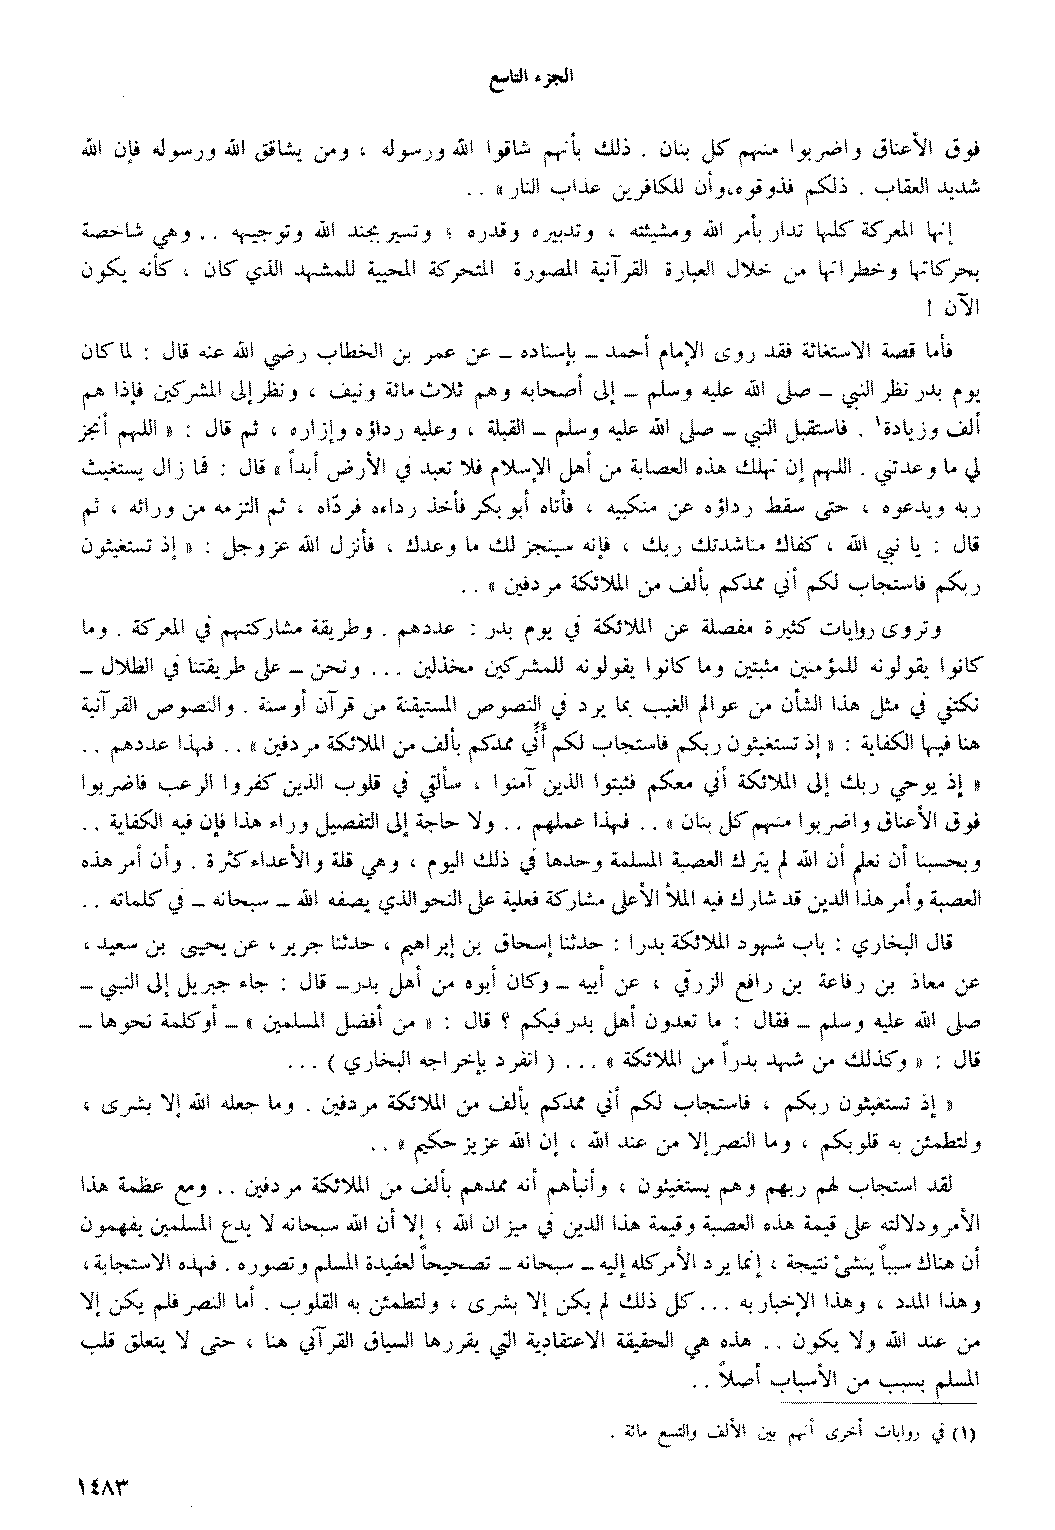 الجزء التاسع
فوق الأعناق واضربوا منهم كل بنان . ذلك بأنهم شاقوا الله ورسوله ، ومن يشاقق الله ورسوله فإن الله
شديد العقاب . ذلكم فذوقوه،وأن للكافرين عذاب النار » . .
إنها المعركة كلها تدار بأمر الله ومشيئته ، وتدبيره وقدره ؛ وتسير بجند الله وتوجيهه . . وهي شاخصة
بحركاتها وخطراتها من خلال العبارة القرآنية المصورة المتحركة المحيية للمشهد الذي كان ، كأنه يكون
الآن !
فأما قصة الاستغاثة فقد روى الإمام أحمد – بإسناده – عن عمر بن الخطاب رضي الله عنه قال : لما كان
يوم بدر نظر النبي – صلى الله عليه وسلم – إلى أصحابه وهم ثلاث مائة ونيف ، ونظر إلى المشركين فإذا هم
ألف وزيادة¹ . فاستقبل النبي – صلى الله عليه وسلم – القبلة ، وعليه رداؤه وإزاره ، ثم قال : « اللهم أنجز
لي ما وعدتني . اللهم إن تهلك هذه العصابة من أهل الإسلام فلا تعبد في الأرض أبداً » قال : فما زال يستغيث
ربه ويدعوه ، حتى سقط رداؤه عن منكبيه ، فأتاه أبو بكر فأخذ رداءه فردّاه ، ثم التزمه من ورائه ، ثم
قال : يا نبي الله ، كفاك مناشدتك ربك ، فإنه سينجز لك ما وعدك ، فأنزل الله عز وجل : « إذ تستغيثون
ربكم فاستجاب لكم أني ممدكم بألف من الملائكة مردفين » . .
وتروى روايات كثيرة مفصلة عن الملائكة في يوم بدر : عددهم . وطريقة مشاركتهم في المعركة . وما
كانوا يقولونه للمؤمنين مثبتين وما كانوا يقولونه للمشركين مخذلين . . . ونحن – على طريقتنا في الظلال –
نكتفي في مثل هذا الشأن من عوالم الغيب بما يرد في النصوص المستيقنة من قرآن أو سنة . والنصوص القرآنية
هنا فيها الكفاية : « إذ تستغيثون ربكم فاستجاب لكم أنّي ممدكم بألف من الملائكة مردفين » . . فهذا عددهم . .
« إذ يوحي ربك إلى الملائكة أني معكم فثبتوا الذين آمنوا ، سألقي في قلوب الذين كفروا الرعب فاضربوا
فوق الأعناق واضربوا منهم كل بنان » . . فهذا عملهم . . ولا حاجة إلى التفصيل وراء هذا فإن فيه الكفاية . .
وبحسبنا أن نعلم أن الله لم يترك العصبة المسلمة وحدها في ذلك اليوم ، وهي قلة والأعداء كثرة . وأن أمر هذه
العصبة وأمر هذا الدين قد شارك فيه الملأ الأعلى مشاركة فعلية على النحو الذي يصفه الله – سبحانه – في كلماته . .
قال البخاري : باب شهود الملائكة بدرا : حدثنا إسحاق بن إبراهيم ، حدثنا جرير، عن يحيى بن سعيد ،
عن معاذ بن رفاعة بن رافع الزرقي ، عن أبيه – وكان أبوه من أهل بدر– قال : جاء جبريل إلى النبي –
صلى الله عليه وسلم – فقال : ما تعدون أهل بدر فيكم ؟ قال : « من أفضل المسلمين » – أو كلمة نحوها –
قال : « وكذلك من شهد بدراً من الملائكة » . . . ( انفرد بإخراجه البخاري ) . . .
« إذ تستغيثون ربكم ، فاستجاب لكم أني ممدكم بألف من الملائكة مردفين . وما جعله الله إلا بشرى ،
ولتطمئن به قلوبكم ، وما النصر إلا من عند الله ، إن الله عزيز حكيم » . .
لقد استجاب لهم ربهم وهم يستغيثون ، وأنبأهم أنه ممدهم بألف من الملائكة مردفين . . ومع عظمة هذا
الأمر ودلالته على قيمة هذه العصبة وقيمة هذا الدين في ميزان الله ؛ إلا أن الله سبحانه لا يدع المسلمين يفهمون
أن هناك سبباً ينشئ نتيجة ، إنما يرد الأمر كله إليه – سبحانه – تصحيحاً لعقيدة المسلم وتصوره . فهذه الاستجابة ،
وهذا المدد ، وهذا الإخبار به . . . كل ذلك لم يكن إلا بشرى ، ولتطمئن به القلوب . أما النصر فلم يكن إلا
من عند الله ولا يكون . . هذه هي الحقيقة الاعتقادية التي يقررها السياق القرآني هنا ، حتى لا يتعلق قلب
المسلم بسبب من الأسباب أصلاً . .
(١) في روايات أخرى أنهم بين الألف والتسع مائة .
١٤٨٣